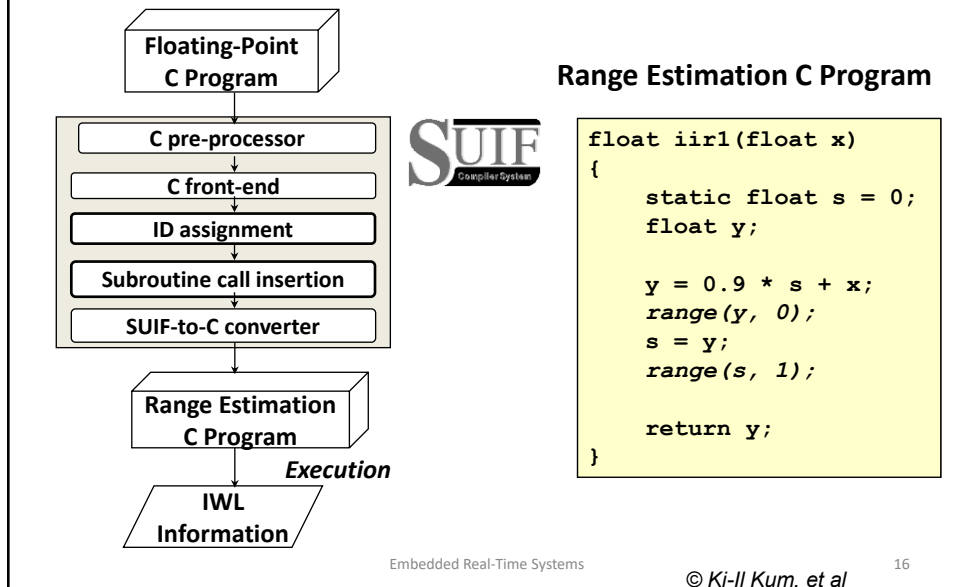 Floating-Point
C Program
C pre-processor
C front-end
ID assignment
Subroutine call insertion
SUIF-to-C converter
Range Estimation
C Program
Execution
IWL
Information
SUIF
Compiler System
Range Estimation C Program
float iir1(float x)
{
static float s = 0;
float y;
y = 0.9 * s + x;
range(y, 0);
s = y;
range(s, 1);
return y;
}
Embedded Real-Time Systems
© Ki-Il Kum, et al
16